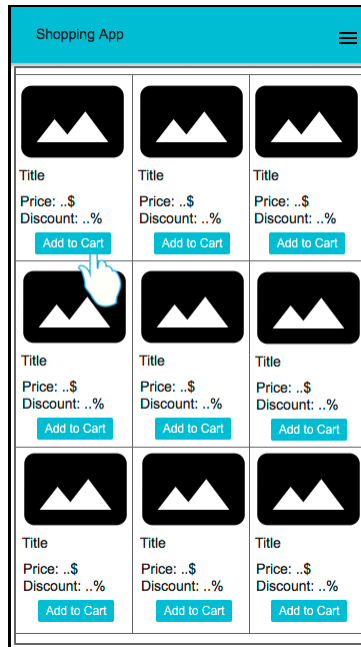 Shopping App
Title Title Title
Price: ..$ Price: ..$ Price: ..$
Discount: ..% Discount: ..% Discount: ..%
Add to Cart Add to Cart Add to Cart
Title Title Title
Price: ..$ Price: ..$ Price: ..$
Discount: ..% Discount: ..% Discount: ..%
Add to Cart Add to Cart Add to Cart
Title Title Title
Price: ..$ Price: ..$ Price: ..$
Discount: ..% Discount: ..% Discount: ..%
Add to Cart Add to Cart Add to Cart